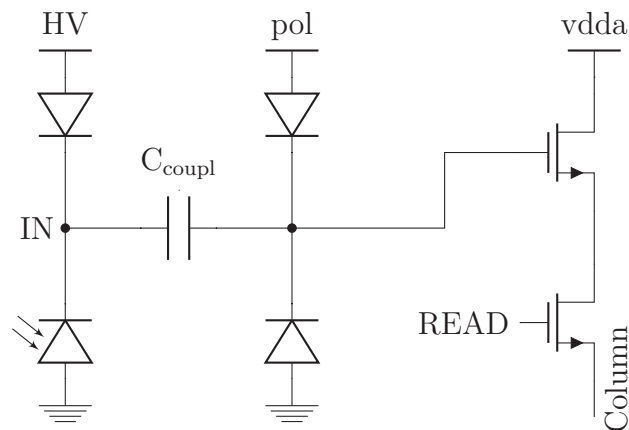 HV
pol
vdda
C_coupl
IN
READ
Column